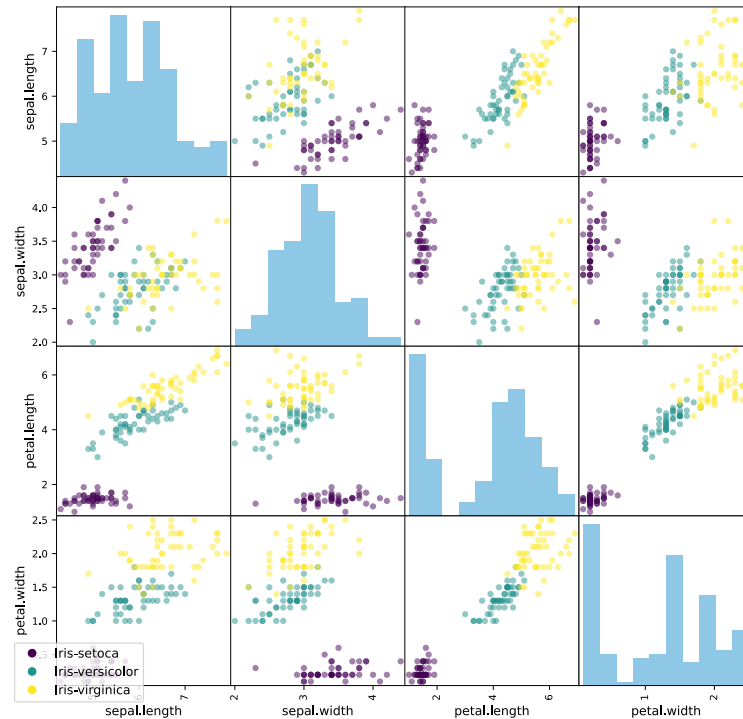 sepal.length
7
6
5
sepal.width
4.0
3.5
3.0
2.5
2.0
petal.length
6
4
2
petal.width
2.5
2.0
1.5
1.0
Iris-setoca
Iris-versicolor
Iris-virginica
6 7 2 3 4 2 4 6 1 2
sepal.length sepal.width petal.length petal.width